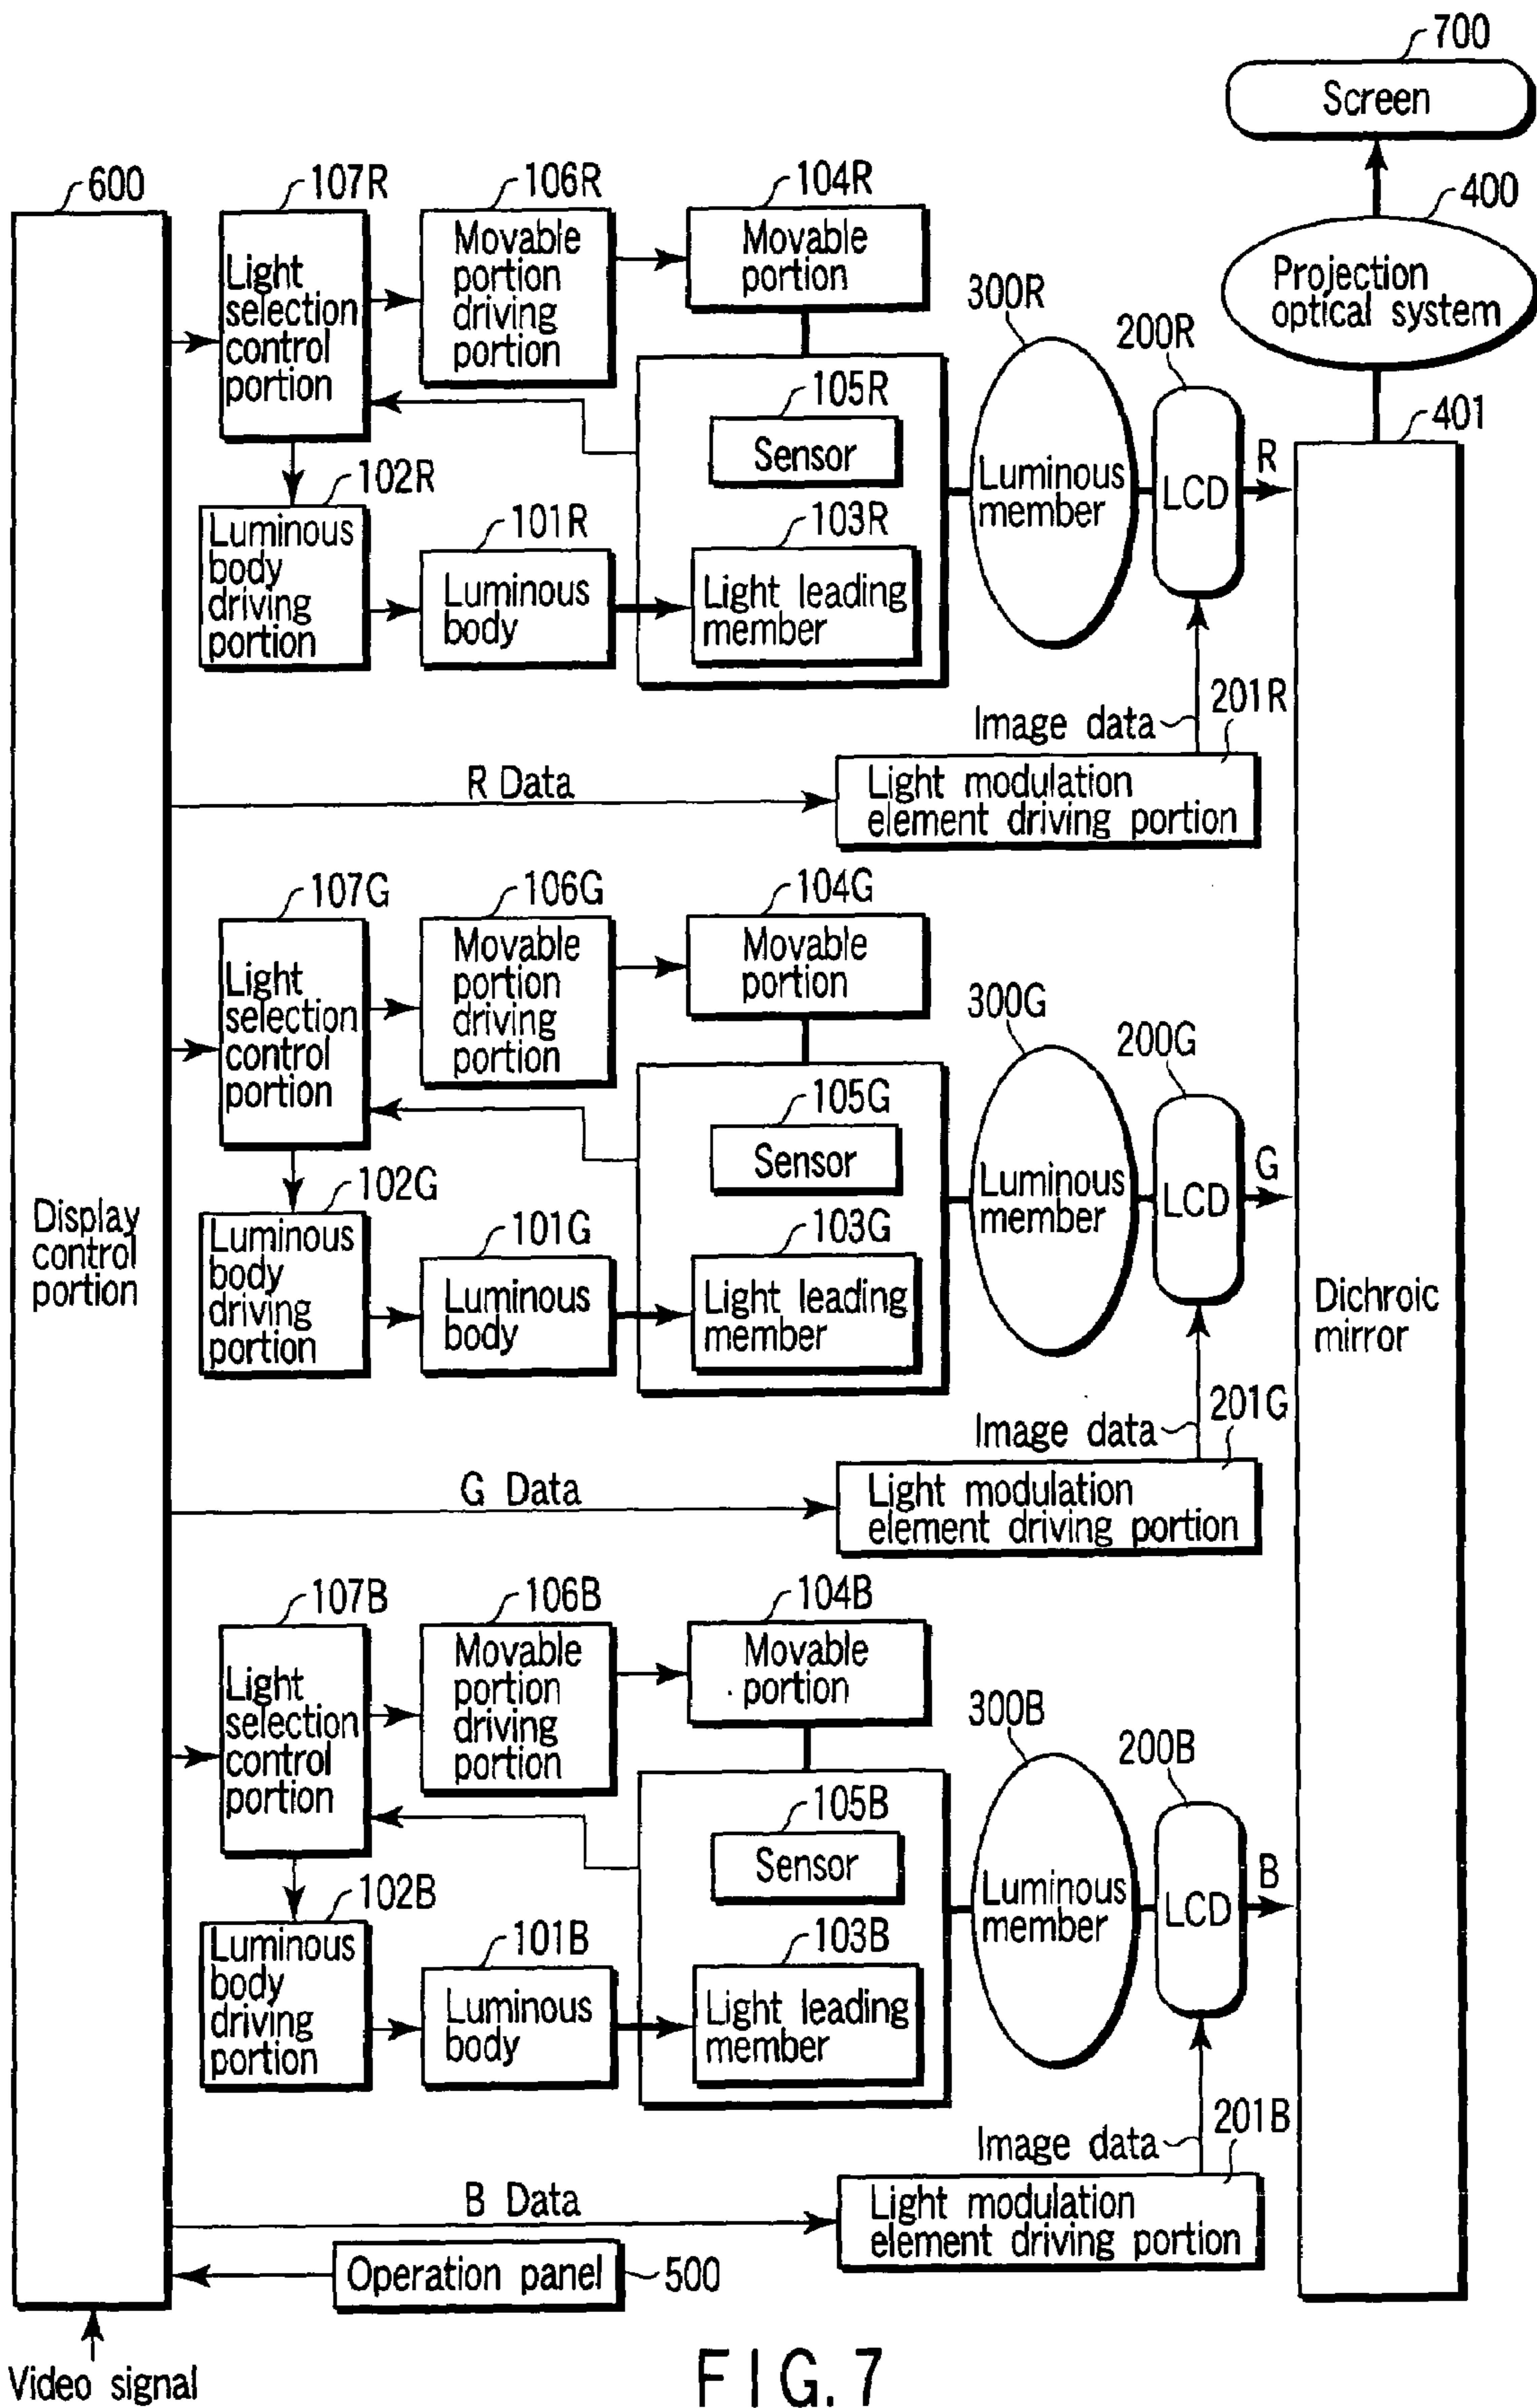 700
Screen
600
107R
106R
104R
400
Light
selection
control
portion
Movable
portion
driving
portion
Movable
portion
Projection
optical system
300R
200R
105R
Sensor
401
102R
Luminous
body
driving
portion
101R
Luminous
body
103R
Light leading
member
Luminous
member
LCD
R
Image data
201R
R Data
Light modulation
element driving portion
107G
106G
104G
Light
selection
control
portion
Movable
portion
driving
portion
Movable
portion
300G
200G
105G
Sensor
102G
Luminous
body
driving
portion
101G
Luminous
body
103G
Light leading
member
Luminous
member
LCD
G
Display
control
portion
Dichroic
mirror
Image data
201G
G Data
Light modulation
element driving portion
107B
106B
104B
Light
selection
control
portion
Movable
portion
driving
portion
Movable
portion
300B
200B
105B
Sensor
102B
Luminous
body
driving
portion
101B
Luminous
body
103B
Light leading
member
Luminous
member
LCD
B
Image data
201B
B Data
Light modulation
element driving portion
Operation panel
500
Video signal
FIG. 7